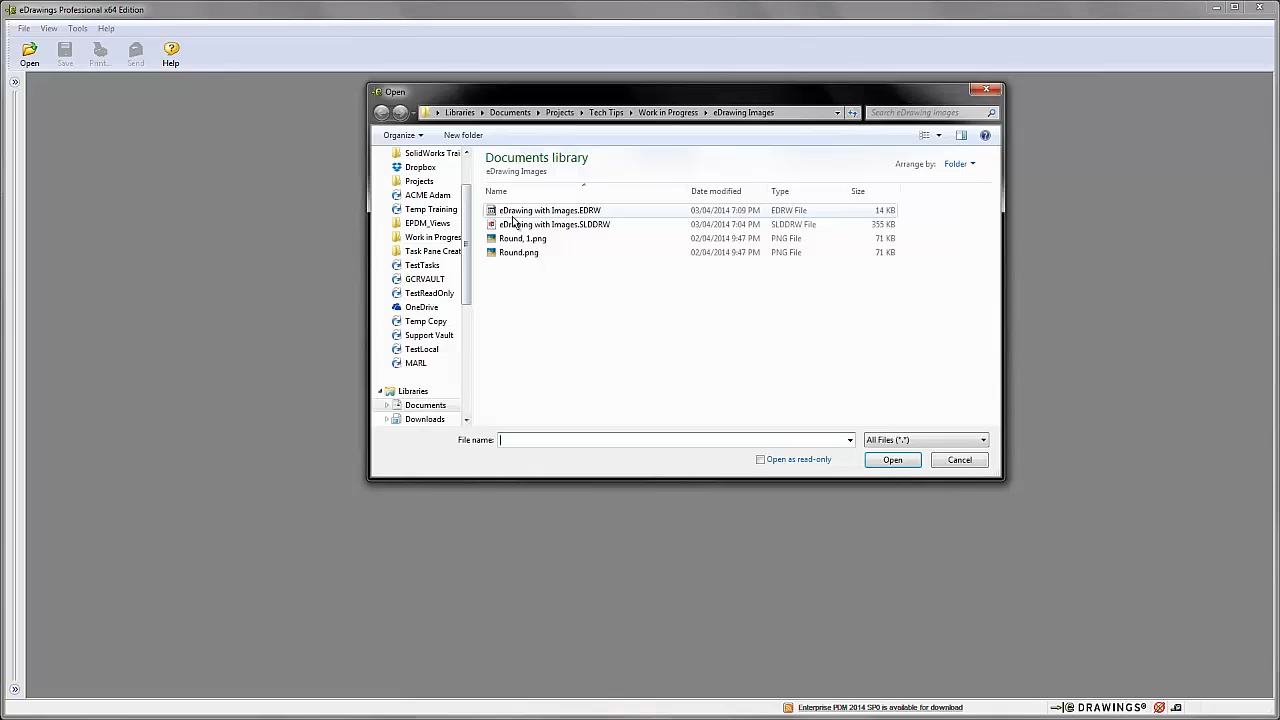 eDrawings Professional x64 Edition
File View Tools Help
Open Save Print... Send Help
Open
Libraries Documents Projects Tech Tips Work in Progress eDrawing Images Search eDrawing Images
Organize New folder
SolidWorks Trai
Dropbox
Projects
ACME Adam
Temp Training
EPDM_Views
Work in Progres
Task Pane Creat
TestTasks
GCRVAULT
TestReadOnly
OneDrive
Temp Copy
Support Vault
TestLocal
MARL
Libraries
Documents
Downloads
Documents library
eDrawing Images
Arrange by: Folder
Name Date modified Type Size
eDrawing with Images.EDRW 03/04/2014 7:09 PM EDRW File 14 KB
eDrawing with Images.SLDDRW 03/04/2014 7:04 PM SLDDRW File 355 KB
Round, 1.png 02/04/2014 9:47 PM PNG File 71 KB
Round.png 02/04/2014 9:47 PM PNG File 71 KB
File name: All Files (*.*)
Open as read-only Open Cancel
Enterprise PDM 2014 SP0 is available for download eDRAWINGS®